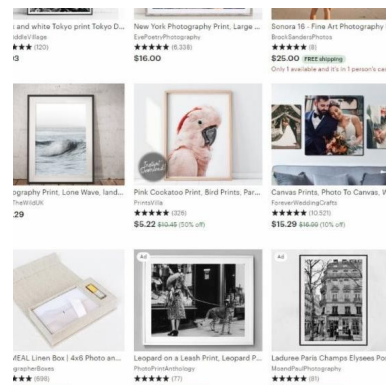 and white Tokyo print Tokyo D...
ddleVillage
(120)
New York Photography Print, Large ...
EvePoetryPhotography
(6,338)
$16.00
Sonora 16 - Fine Art Photography
BrookSandersPhotos
(8)
$25.00 FREE shipping
Only 1 available and it's in 1 person's ca
ography Print, Lone Wave, land...
TheWildUK
.29
Instant
Download!
Pink Cockatoo Print, Bird Prints, Par...
PrintsVilla
(326)
$5.22 $10.45 (50% off)
Canvas Prints, Photo To Canvas, W
ForeverWeddingCrafts
(10,521)
$15.29 $16.99 (10% off)
MEAL Linen Box | 4x6 Photo an...
grapherBoxes
(696)
Ad
Leopard on a Leash Print, Leopard P...
PhotoPrintAnthology
(77)
Ad
Laduree Paris Champs Elysees Po
MoandPaulPhotography
(81)